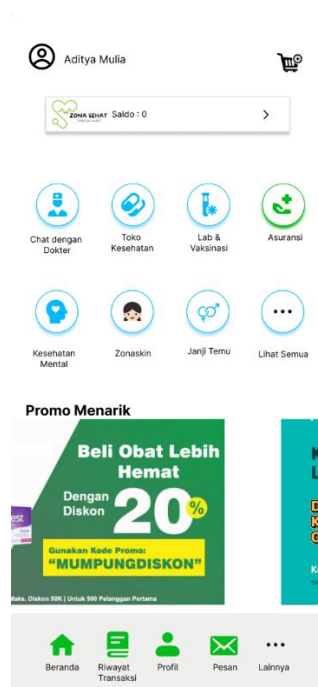 Aditya Mulia
ZONA SEHAT Saldo : 0
Chat dengan
Dokter
Toko
Kesehatan
Lab &
Vaksinasi
Asuransi
Kesehatan
Mental
Zonaskin
Janji Temu
Lihat Semua
Promo Menarik
Beli Obat Lebih
Hemat
Dengan
Diskon
20%
Gunakan Kode Promo:
“MUMPUNGDISKON”
Maks. Diskon 50K | Untuk 500 Pelanggan Pertama
Beranda
Riwayat
Transaksi
Profil
Pesan
Lainnya